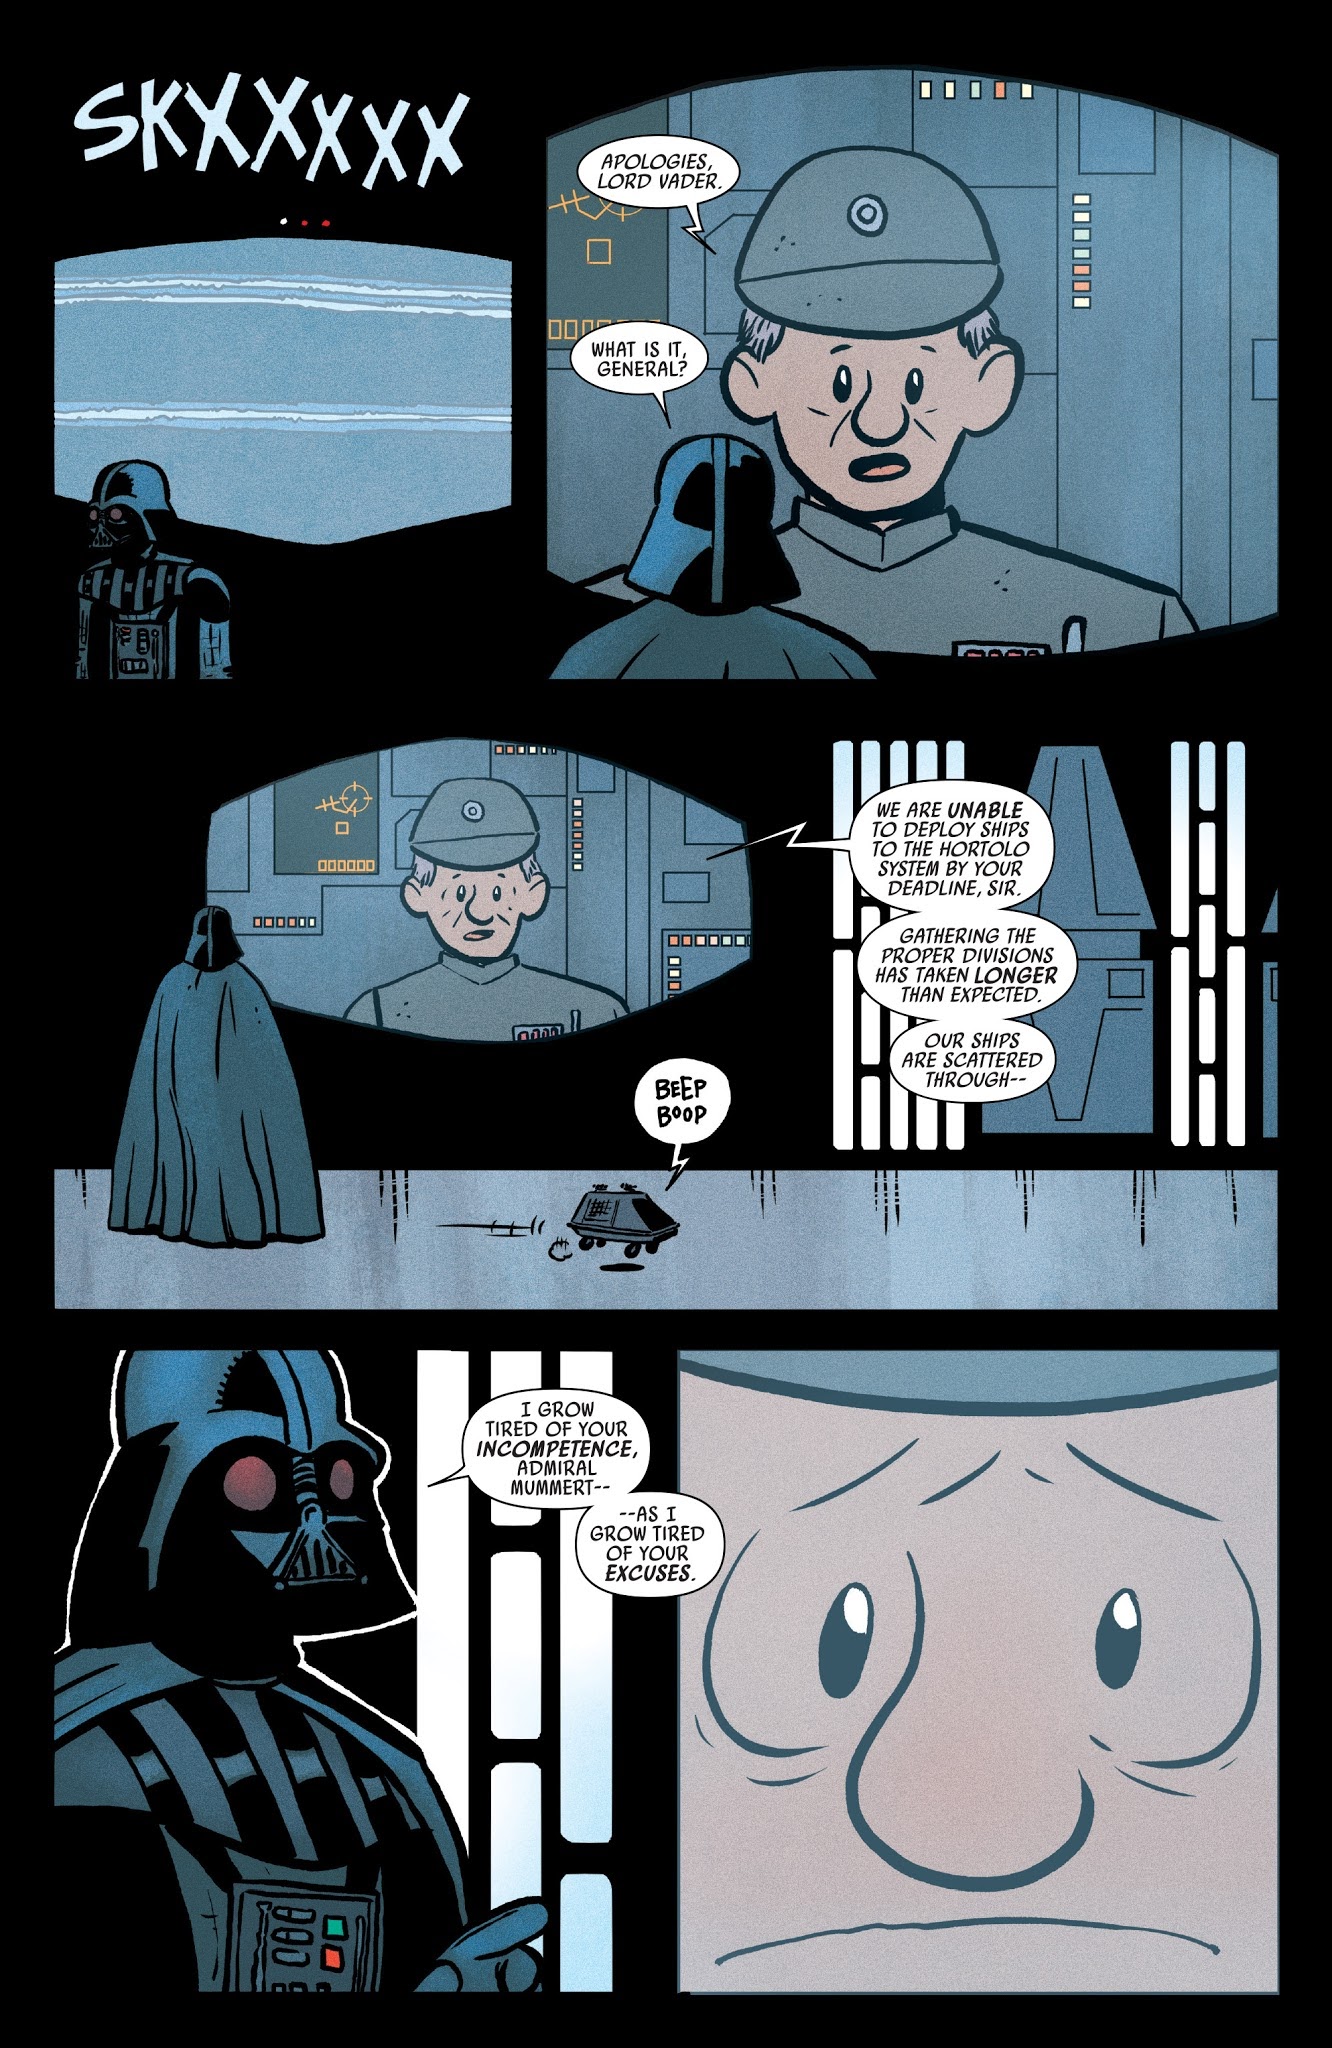 SKXXXXX
APOLOGIES,
LORD VADER.
WHAT IS IT,
GENERAL?
WE ARE UNABLE
TO DEPLOY SHIPS
TO THE HORTOLO
SYSTEM BY YOUR
DEADLINE, SIR.
GATHERING THE
PROPER DIVISIONS
HAS TAKEN LONGER
THAN EXPECTED.
OUR SHIPS
ARE SCATTERED
THROUGH--
BEEP
BOOP
I GROW
TIRED OF YOUR
INCOMPETENCE,
ADMIRAL
MUMMERT--
--AS I
GROW TIRED
OF YOUR
EXCUSES.